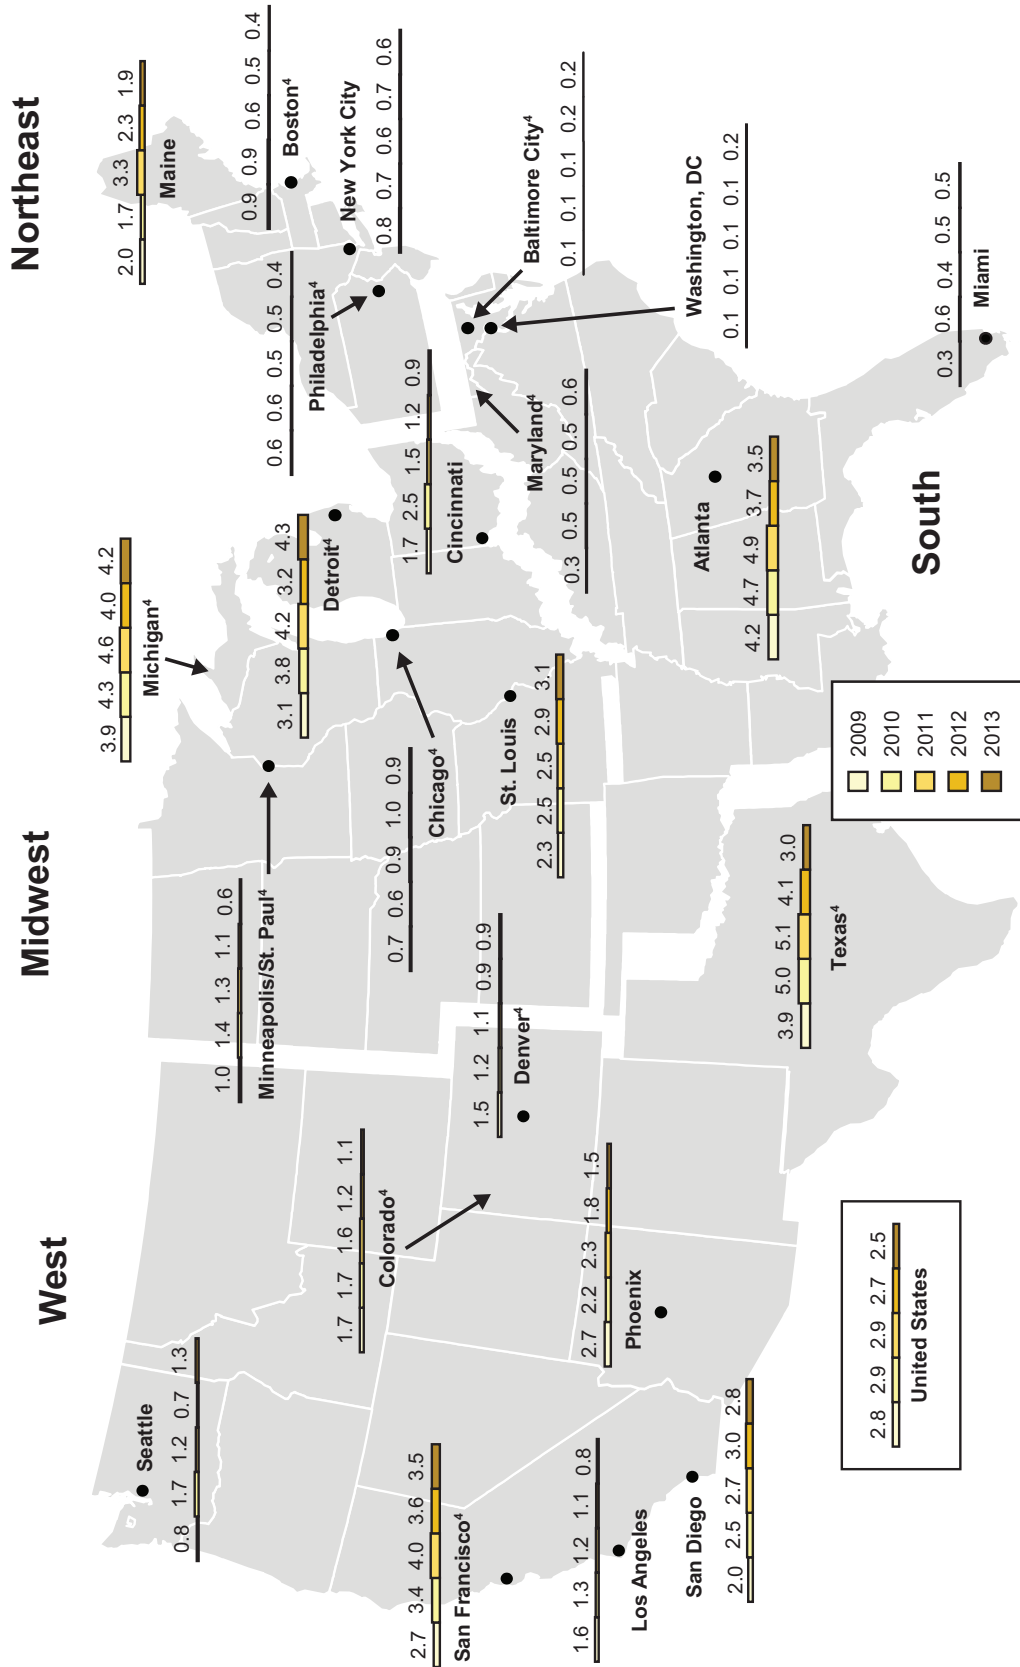 West
Midwest
Northeast
South
Seattle
0.8 1.7 1.2 0.7 1.3
San Francisco⁴
2.7 3.4 4.0 3.6 3.5
Los Angeles
1.6 1.3 1.2 1.1 0.8
San Diego
2.0 2.5 2.7 3.0 2.8
Phoenix
2.7 2.2 2.3 1.8 1.5
Colorado⁴
1.7 1.7 1.6 1.2 1.1
Denver⁴
1.5 1.2 1.1 0.9 0.9
Minneapolis/St. Paul⁴
1.0 1.4 1.3 1.1 0.6
Michigan⁴
3.9 4.3 4.6 4.0 4.2
Detroit⁴
3.1 3.8 4.2 3.2 4.3
Chicago⁴
0.7 0.6 0.9 1.0 0.9
St. Louis
2.3 2.5 2.5 2.9 3.1
Cincinnati
1.7 2.5 1.5 1.2 0.9
Maine
2.0 1.7 3.3 2.3 1.9
Boston⁴
0.9 0.9 0.6 0.5 0.4
New York City
0.8 0.7 0.6 0.7 0.6
Philadelphia⁴
0.6 0.6 0.5 0.5 0.4
Baltimore City⁴
0.1 0.1 0.1 0.2 0.2
Washington, DC
0.1 0.1 0.1 0.1 0.2
Maryland⁴
0.3 0.5 0.5 0.5 0.6
Atlanta
4.2 4.7 4.9 3.7 3.5
Miami
0.3 0.6 0.4 0.5 0.5
Texas⁴
3.9 5.0 5.1 4.1 3.0
2.8 2.9 2.9 2.7 2.5
United States
2009
2010
2011
2012
2013